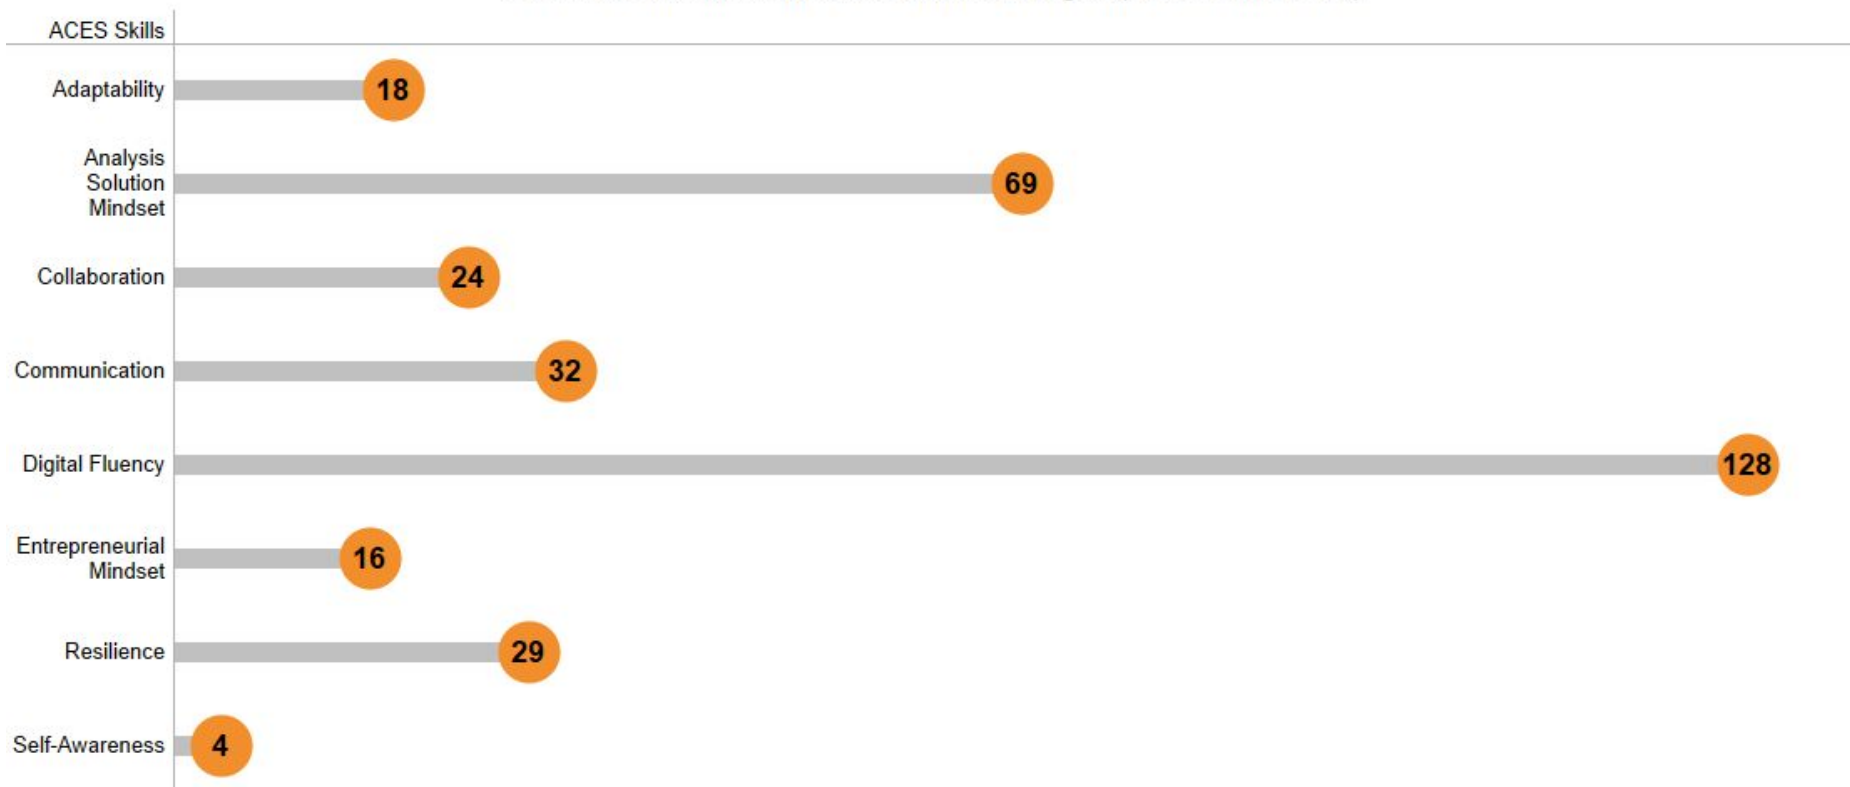 ACES Skills
Adaptability
18
Analysis
Solution
Mindset
69
Collaboration
24
Communication
32
Digital Fluency
128
Entrepreneurial
Mindset
16
Resilience
29
Self-Awareness
4